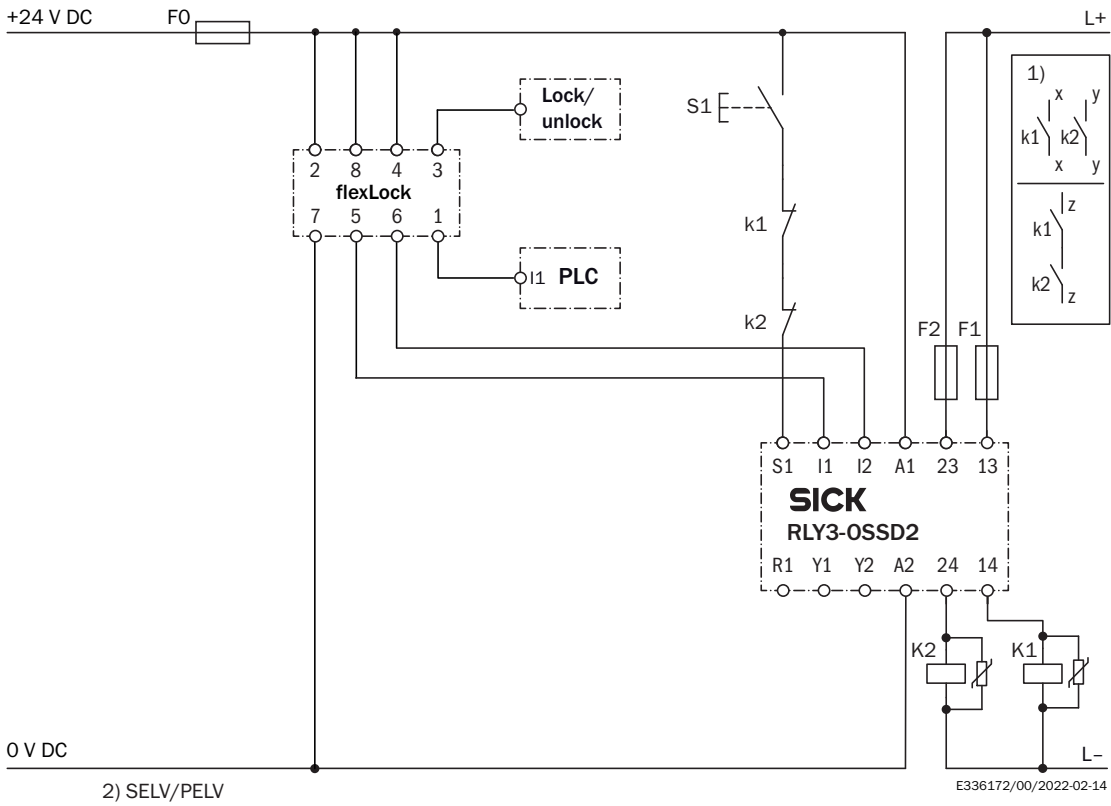 +24 V DC F0 L+
1)
x y
k1 k2
x y
z
k1
k2
z
Lock/
unlock
S1
2 8 4 3
flexLock
7 5 6 1
k1
I1 PLC
k2
F2 F1
S1 I1 I2 A1 23 13
SICK
RLY3-OSSD2
R1 Y1 Y2 A2 24 14
K2 K1
0 V DC L–
2) SELV/PELV
E336172/00/2022-02-14